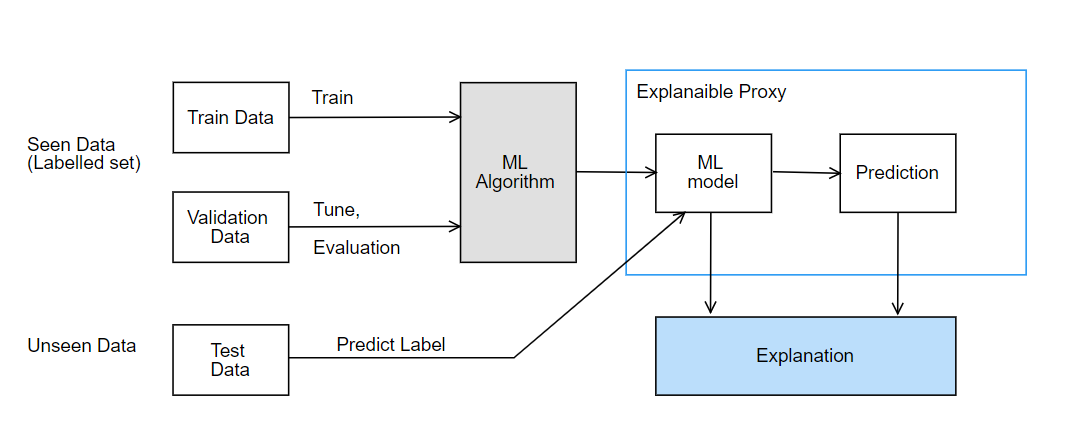 Explanaible Proxy
Train
Train Data
Seen Data
(Labelled set)
ML
Algorithm
ML
model
Prediction
Validation
Data
Tune,
Evaluation
Unseen Data
Test
Data
Predict Label
Explanation